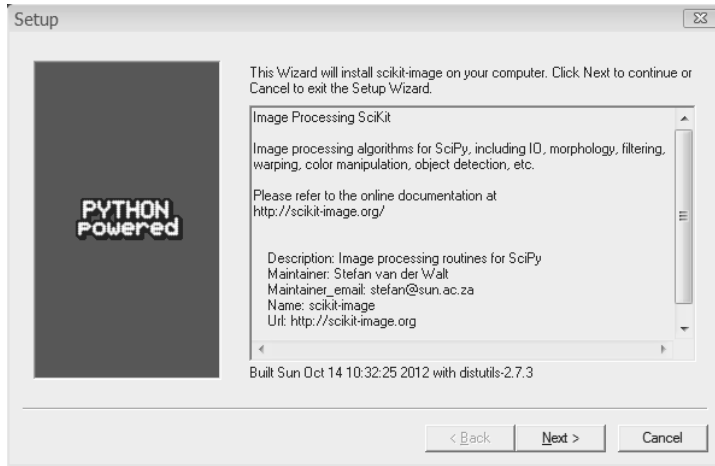 Setup
This Wizard will install scikit-image on your computer. Click Next to continue or
Cancel to exit the Setup Wizard.
Image Processing SciKit
Image processing algorithms for SciPy, including IO, morphology, filtering,
warping, color manipulation, object detection, etc.
Please refer to the online documentation at
http://scikit-image.org/
Description: Image processing routines for SciPy
Maintainer: Stefan van der Walt
Maintainer_email: stefan@sun.ac.za
Name: scikit-image
Url: http://scikit-image.org
PYTHON
powered
Built Sun Oct 14 10:32:25 2012 with distutils-2.7.3
< Back
Next >
Cancel